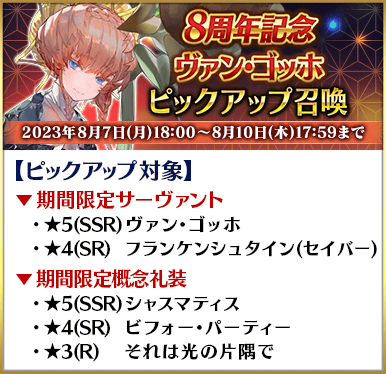 8周年記念
ヴァン・ゴッホ
ピックアップ召喚
2023年8月7日(月)18:00～8月10日(木)17:59まで
【ピックアップ対象】
▼期間限定サーヴァント
・★5(SSR)ヴァン・ゴッホ
・★4(SR) フランケンシュタイン(セイバー)
▼期間限定概念礼装
・★5(SSR)シャスマティス
・★4(SR) ビフォー・パーティー
・★3(R) それは光の片隅で